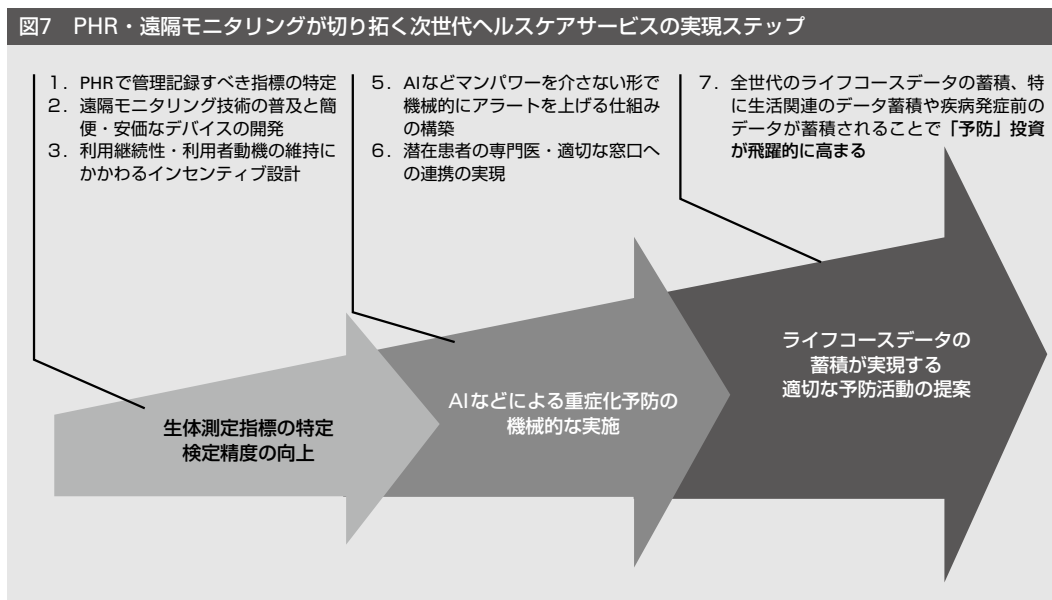 図7 PHR・遠隔モニタリングが切り拓く次世代ヘルスケアサービスの実現ステップ
1．PHRで管理記録すべき指標の特定
2．遠隔モニタリング技術の普及と簡
便・安価なデバイスの開発
3．利用継続性・利用者動機の維持に
かかわるインセンティブ設計
5．AIなどマンパワーを介さない形で
機械的にアラートを上げる仕組み
の構築
6．潜在患者の専門医・適切な窓口へ
の連携の実現
7．全世代のライフコースデータの蓄積、特
に生活関連のデータ蓄積や疾病発症前の
データが蓄積されることで「予防」投資
が飛躍的に高まる
生体測定指標の特定
検定精度の向上
AIなどによる重症化予防の
機械的な実施
ライフコースデータの
蓄積が実現する
適切な予防活動の提案